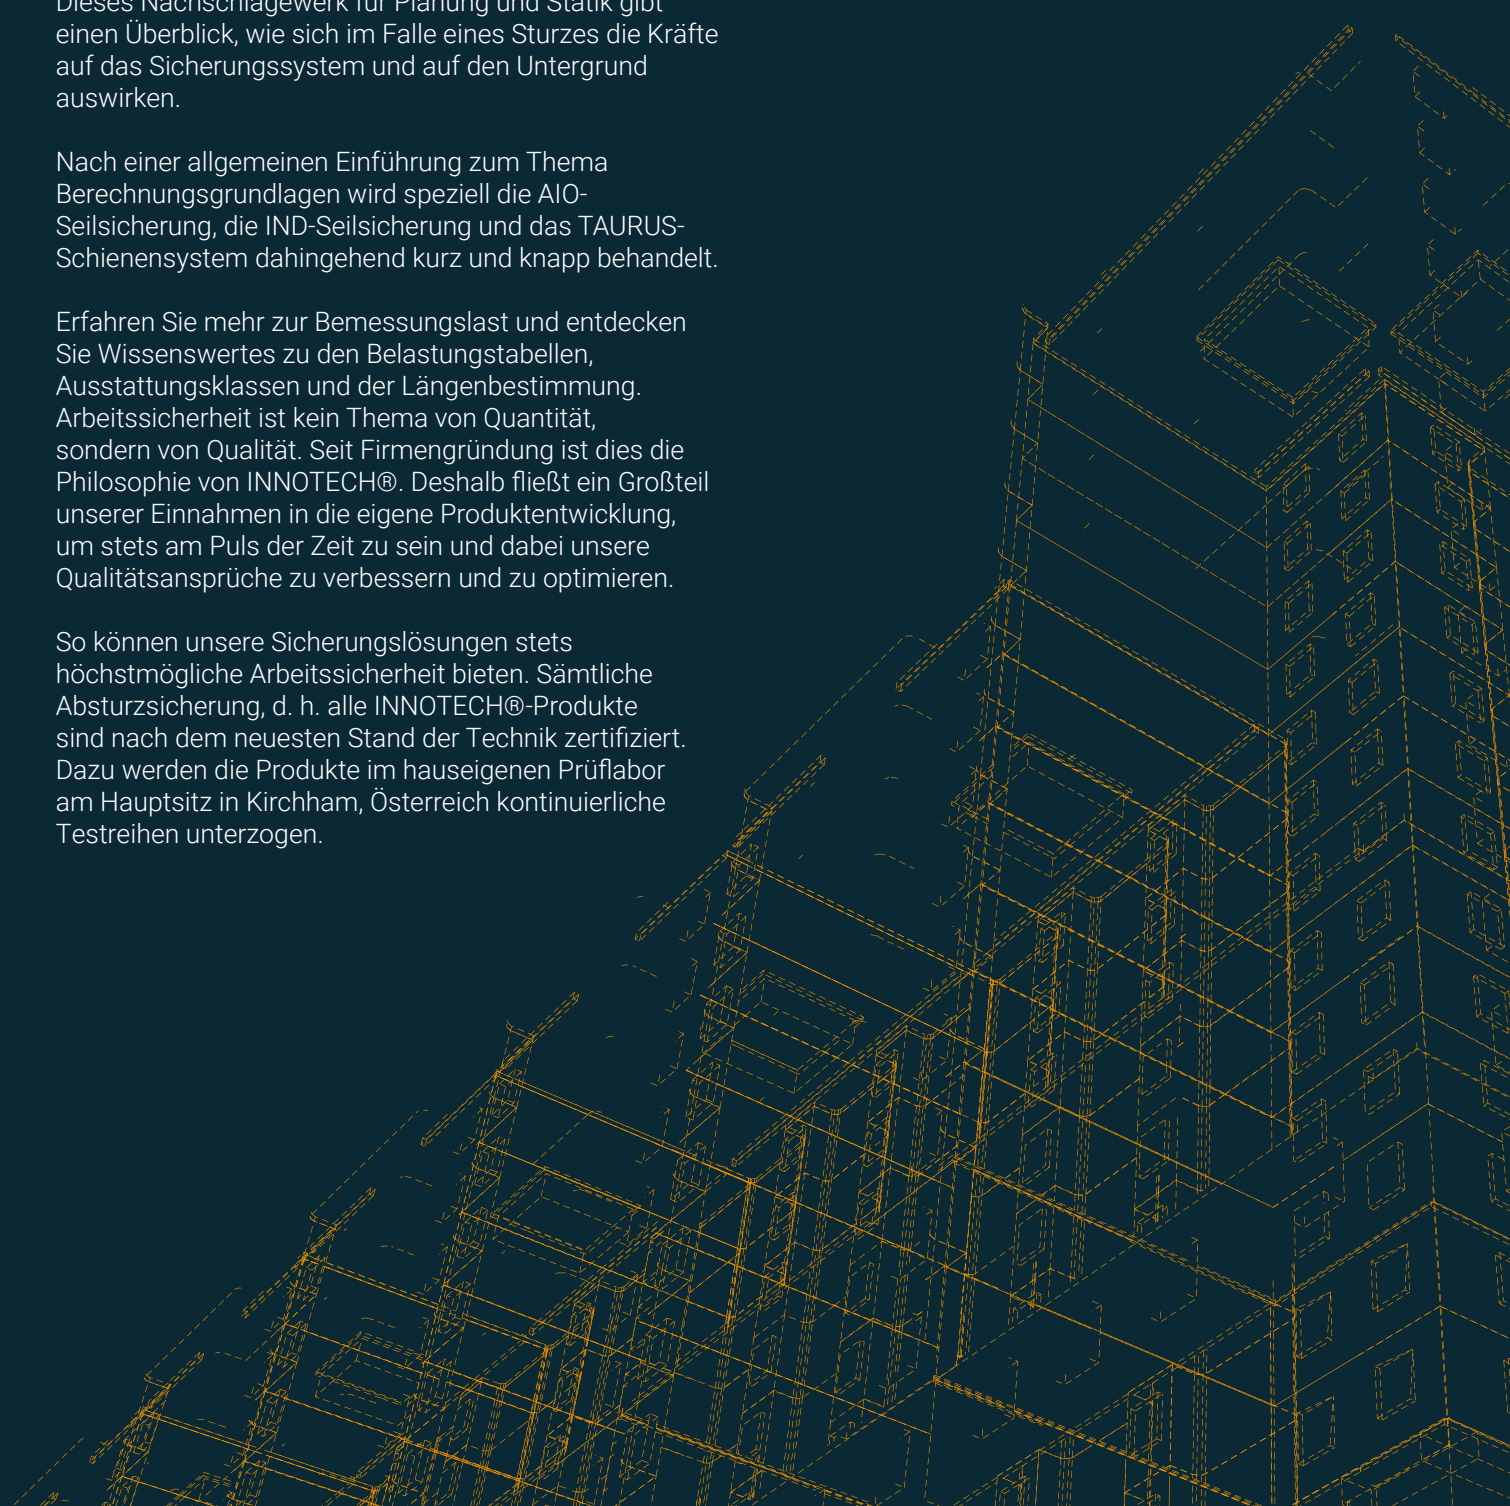 Dieses Nachschlagewerk für Planung und Statik gibt
einen Überblick, wie sich im Falle eines Sturzes die Kräfte
auf das Sicherungssystem und auf den Untergrund
auswirken.
Nach einer allgemeinen Einführung zum Thema
Berechnungsgrundlagen wird speziell die AIO-
Seilsicherung, die IND-Seilsicherung und das TAURUS-
Schienensystem dahingehend kurz und knapp behandelt.
Erfahren Sie mehr zur Bemessungslast und entdecken
Sie Wissenswertes zu den Belastungstabellen,
Ausstattungsklassen und der Längenbestimmung.
Arbeitssicherheit ist kein Thema von Quantität,
sondern von Qualität. Seit Firmengründung ist dies die
Philosophie von INNOTECH®. Deshalb fließt ein Großteil
unserer Einnahmen in die eigene Produktentwicklung,
um stets am Puls der Zeit zu sein und dabei unsere
Qualitätsansprüche zu verbessern und zu optimieren.
So können unsere Sicherungslösungen stets
höchstmögliche Arbeitssicherheit bieten. Sämtliche
Absturzsicherung, d. h. alle INNOTECH®-Produkte
sind nach dem neuesten Stand der Technik zertifiziert.
Dazu werden die Produkte im hauseigenen Prüflabor
am Hauptsitz in Kirchham, Österreich kontinuierliche
Testreihen unterzogen.